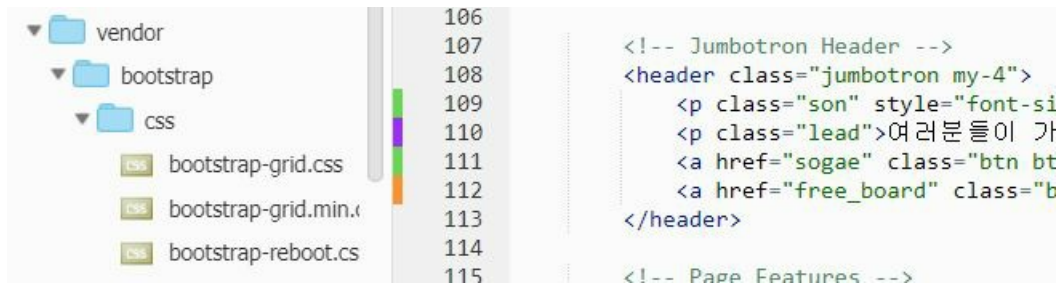 vendor
bootstrap
css
bootstrap-grid.css
bootstrap-grid.min.
bootstrap-reboot.cs
106
107 <!-- Jumbotron Header -->
108 <header class="jumbotron my-4">
109 <p class="son" style="font-si
110 <p class="lead">여러분들이 가
111 <a href="sogae" class="btn bt
112 <a href="free_board" class="b
113 </header>
114
115 <!-- Page Features -->